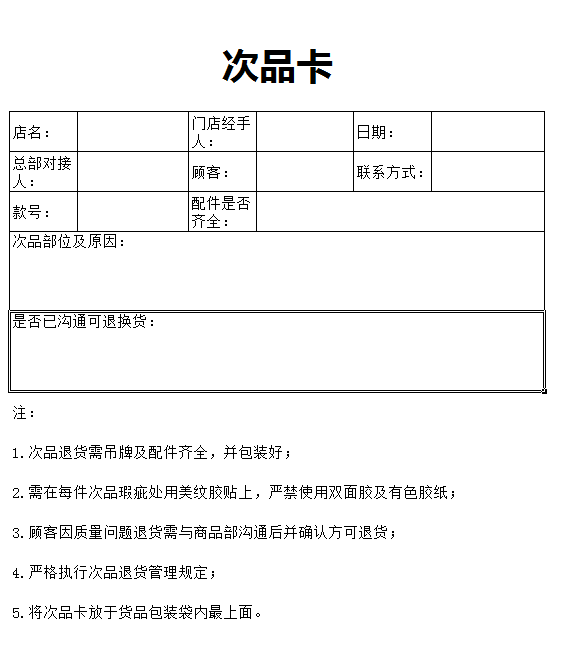 次品卡
店名： 门店经手人： 日期：
总部对接人： 顾客： 联系方式：
款号： 配件是否齐全：
次品部位及原因：
是否已沟通可退换货：
注：
1.次品退货需吊牌及配件齐全，并包装好；
2.需在每件次品瑕疵处用美纹胶贴上，严禁使用双面胶及有色胶纸；
3.顾客因质量问题退货需与商品部沟通后并确认方可退货；
4.严格执行次品退货管理规定；
5.将次品卡放于货品包装袋内最上面。